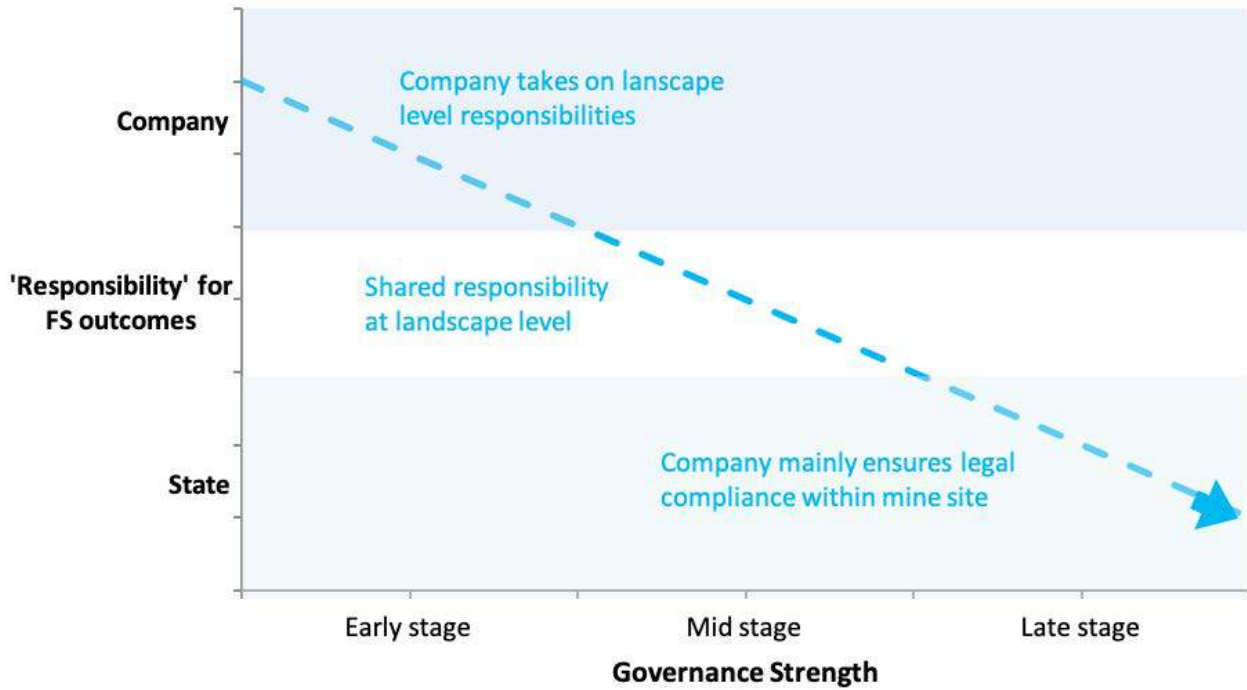 Company takes on lanscape
level responsibilities
Company
'Responsibility' for
FS outcomes
Shared responsibility
at landscape level
State
Company mainly ensures legal
compliance within mine site
Early stage
Mid stage
Late stage
Governance Strength